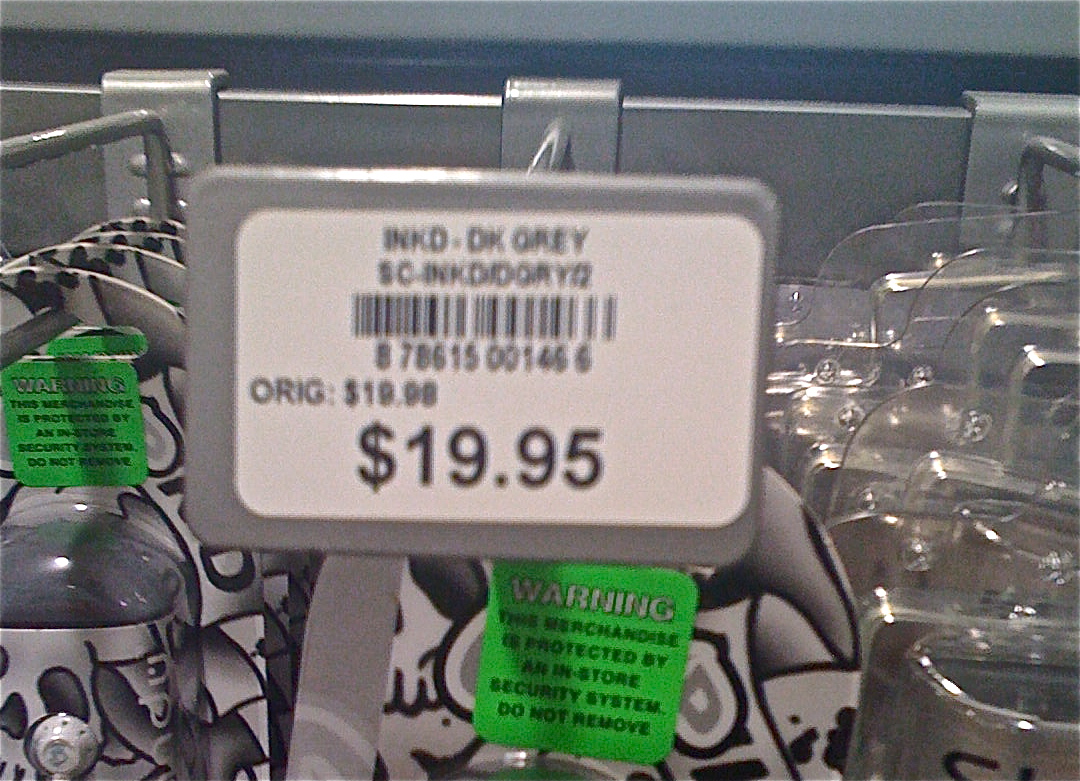 INKD - DK GREY
SC-INKD/DGRY/2
8 78615 00146 6
ORIG: $19.98
$19.95
WARNING
THIS MERCHANDISE
IS PROTECTED BY
AN IN-STORE
SECURITY SYSTEM.
DO NOT REMOVE
WARNING
THIS MERCHANDISE
IS PROTECTED BY
AN IN-STORE
SECURITY SYSTEM.
DO NOT REMOVE